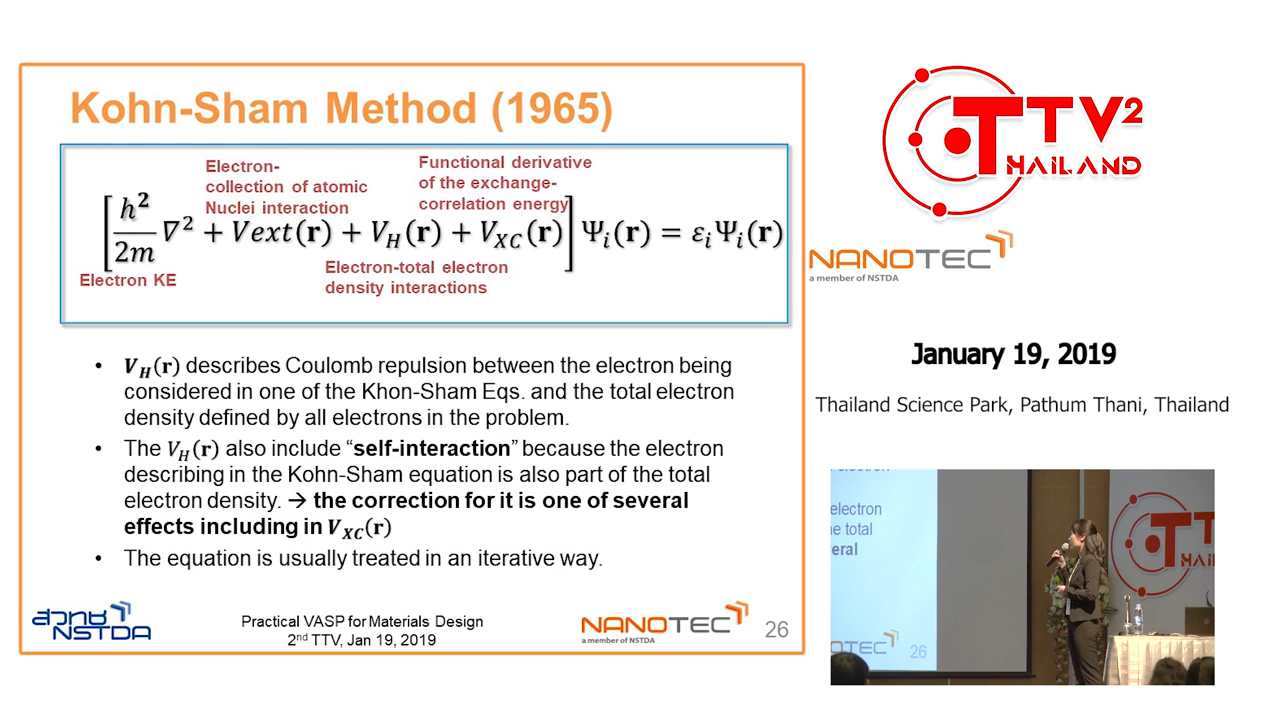 Kohn-Sham Method (1965)
Electron-
collection of atomic
Nuclei interaction
Functional derivative
of the exchange-
correlation energy
[h²/2m ∇² + Vext(r) + V_H(r) + V_XC(r)] Ψ_i(r) = ε_iΨ_i(r)
Electron KE
Electron-total electron
density interactions
• V_H(r) describes Coulomb repulsion between the electron being
considered in one of the Khon-Sham Eqs. and the total electron
density defined by all electrons in the problem.
• The V_H(r) also include “self-interaction” because the electron
describing in the Kohn-Sham equation is also part of the total
electron density. → the correction for it is one of several
effects including in V_XC(r)
• The equation is usually treated in an iterative way.
สวทช
NSTDA
Practical VASP for Materials Design
2nd TTV, Jan 19, 2019
NANOTEC
a member of NSTDA
26
TTV2
THAILAND
NANOTEC
a member of NSTDA
January 19, 2019
Thailand Science Park, Pathum Thani, Thailand
electron
e total
eral
OTEC
26